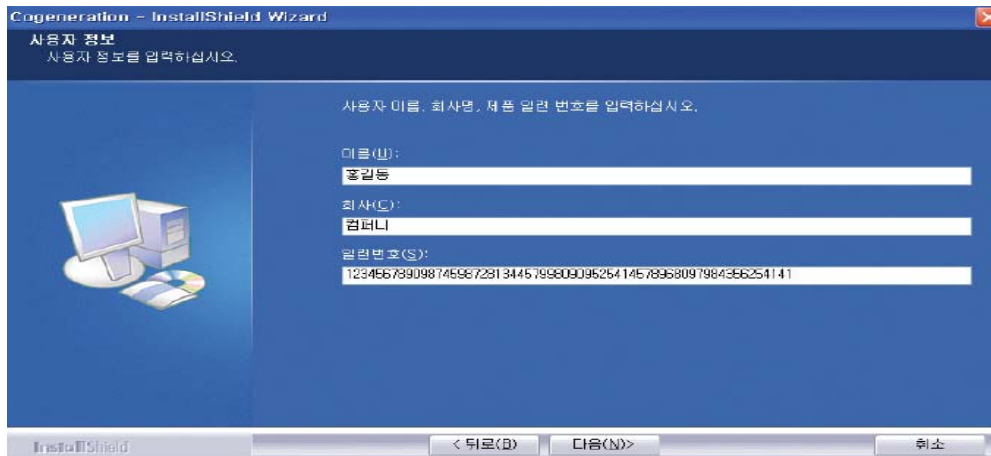 Cogeneration - InstallShield Wizard
사용자 정보
사용자 정보를 입력하십시오.
사용자 이름, 회사명, 제품 일련 번호를 입력하십시오.
이름(U):
홍길동
회사(C):
컴퍼니
일련번호(S):
123456789098745987281344579980909525414578968097984356254141
InstallShield
< 뒤로(B)
다음(N)>
취소